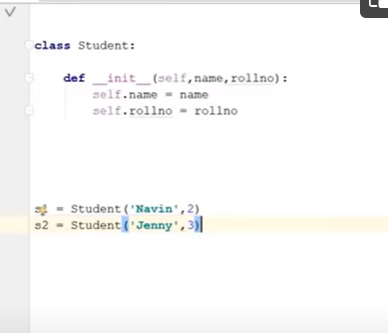 class Student:
def __init__(self,name,rollno):
self.name = name
self.rollno = rollno
s1 = Student('Navin',2)
s2 = Student('Jenny',3)